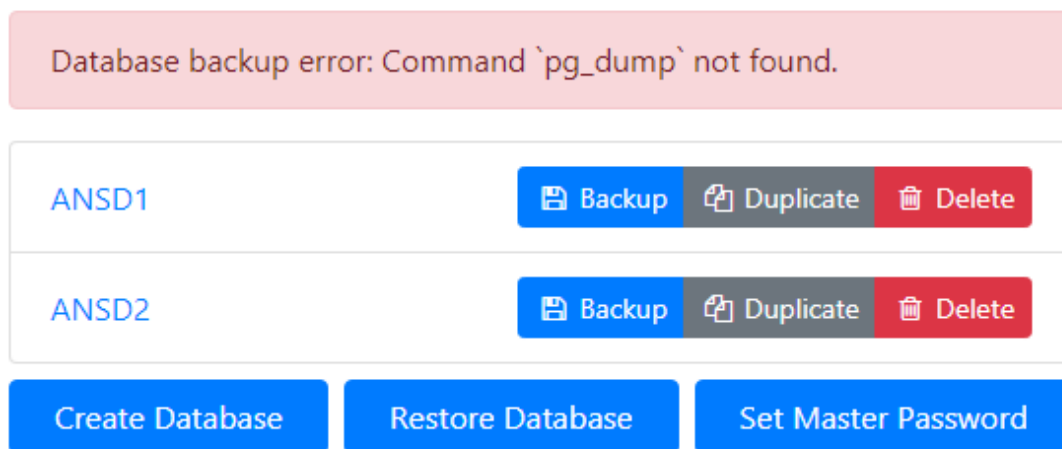 Database backup error: Command `pg_dump` not found.
ANSD1 Backup Duplicate Delete
ANSD2 Backup Duplicate Delete
Create Database Restore Database Set Master Password